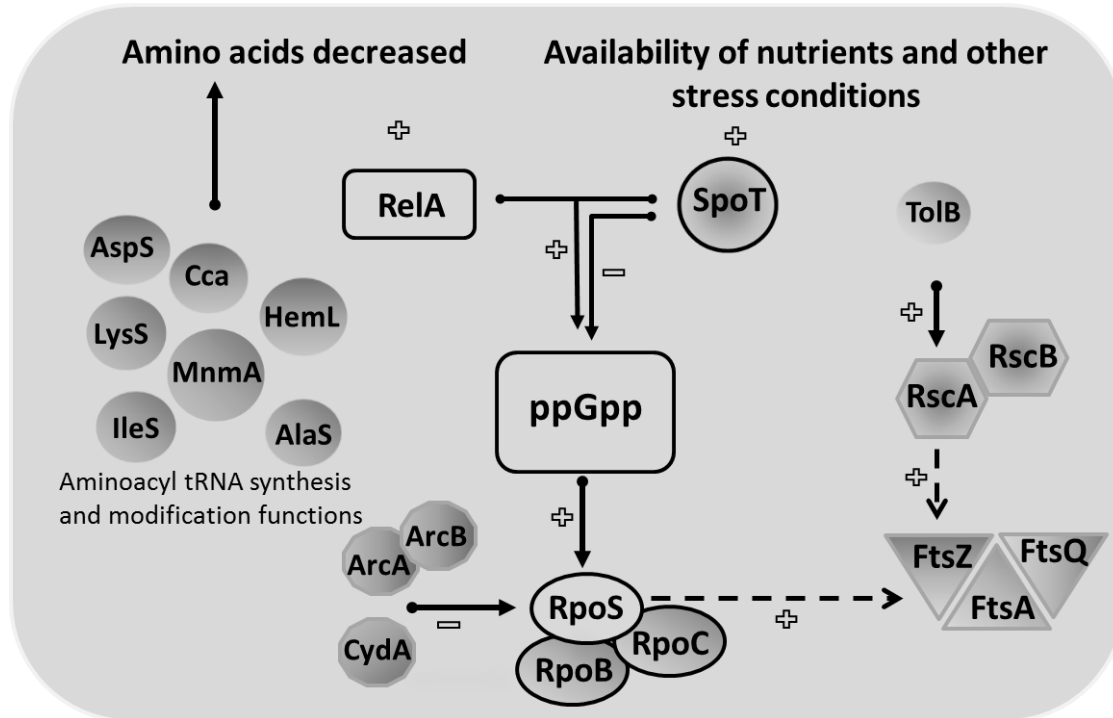 Amino acids decreased
Availability of nutrients and other
stress conditions
RelA
SpoT
TolB
AspS
Cca
HemL
LysS
MnmA
IleS
AlaS
Aminoacyl tRNA synthesis
and modification functions
ppGpp
RscB
RscA
ArcB
ArcA
CydA
RpoS
RpoC
RpoB
FtsZ
FtsQ
FtsA